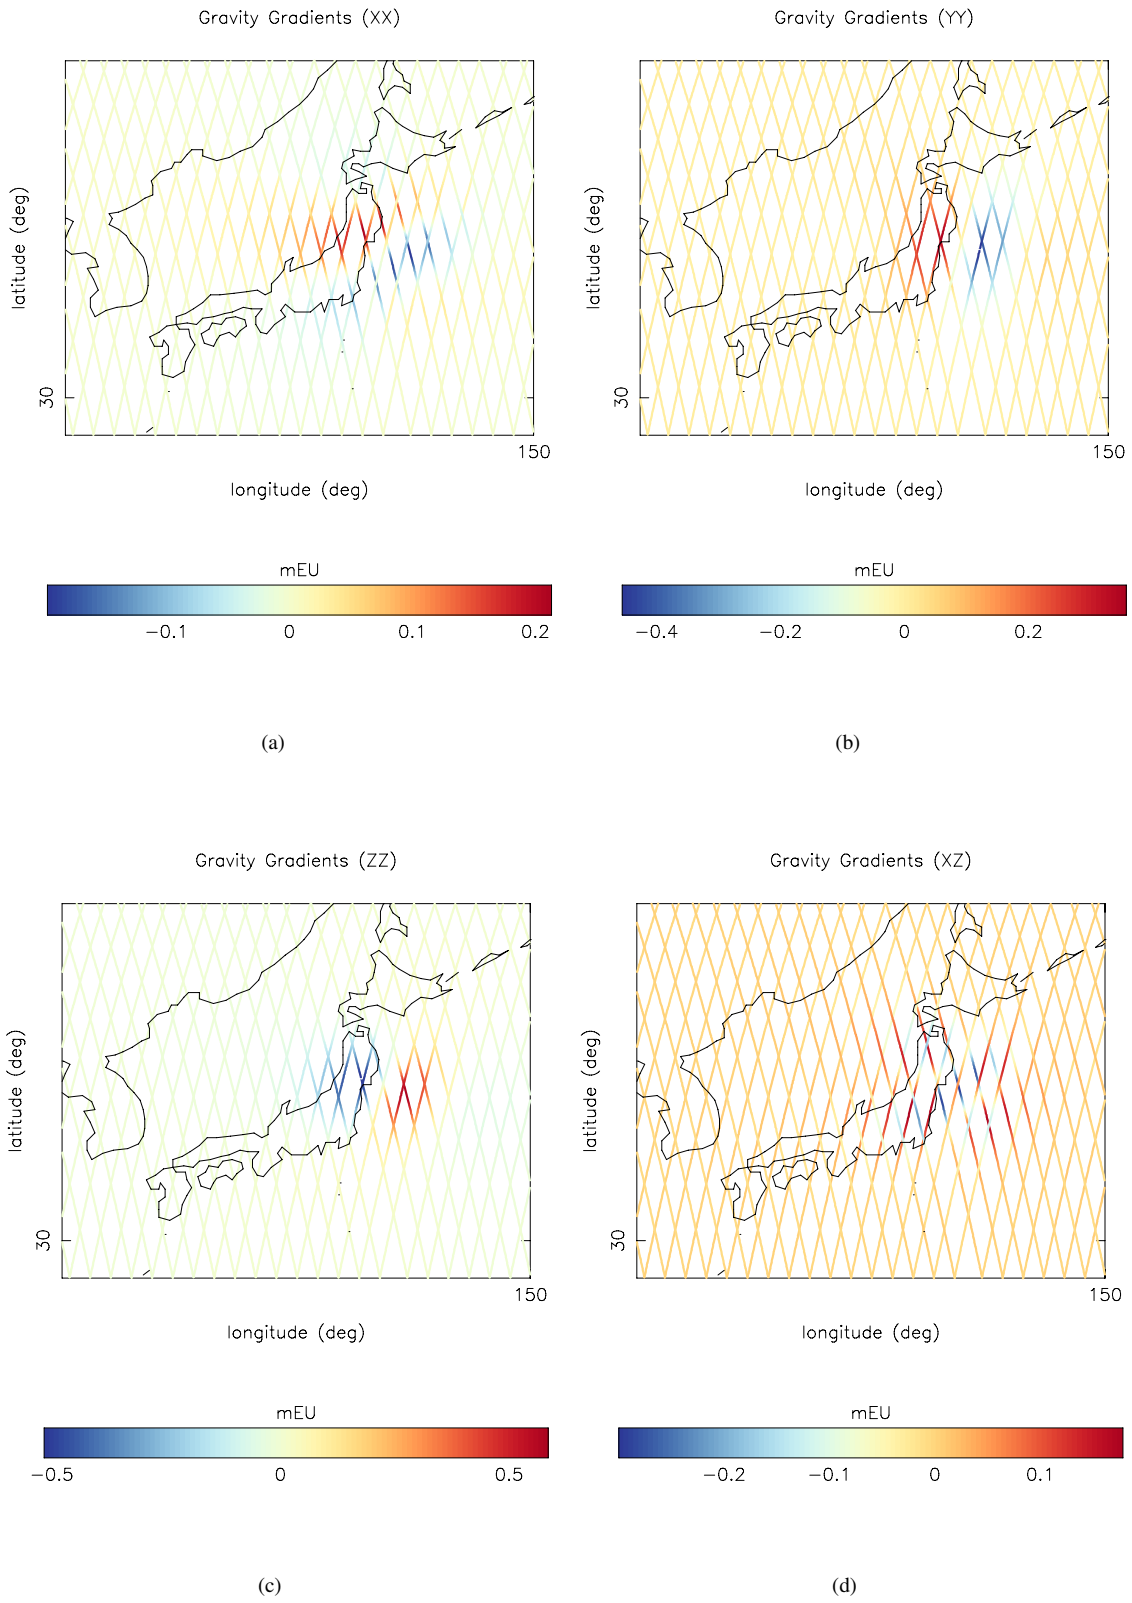 Gravity Gradients (XX)
latitude (deg)
30
150
longitude (deg)
mEU
−0.1 0 0.1 0.2
(a)
Gravity Gradients (YY)
latitude (deg)
30
150
longitude (deg)
mEU
−0.4 −0.2 0 0.2
(b)
Gravity Gradients (ZZ)
latitude (deg)
30
150
longitude (deg)
mEU
−0.5 0 0.5
(c)
Gravity Gradients (XZ)
latitude (deg)
30
150
longitude (deg)
mEU
−0.2 −0.1 0 0.1
(d)